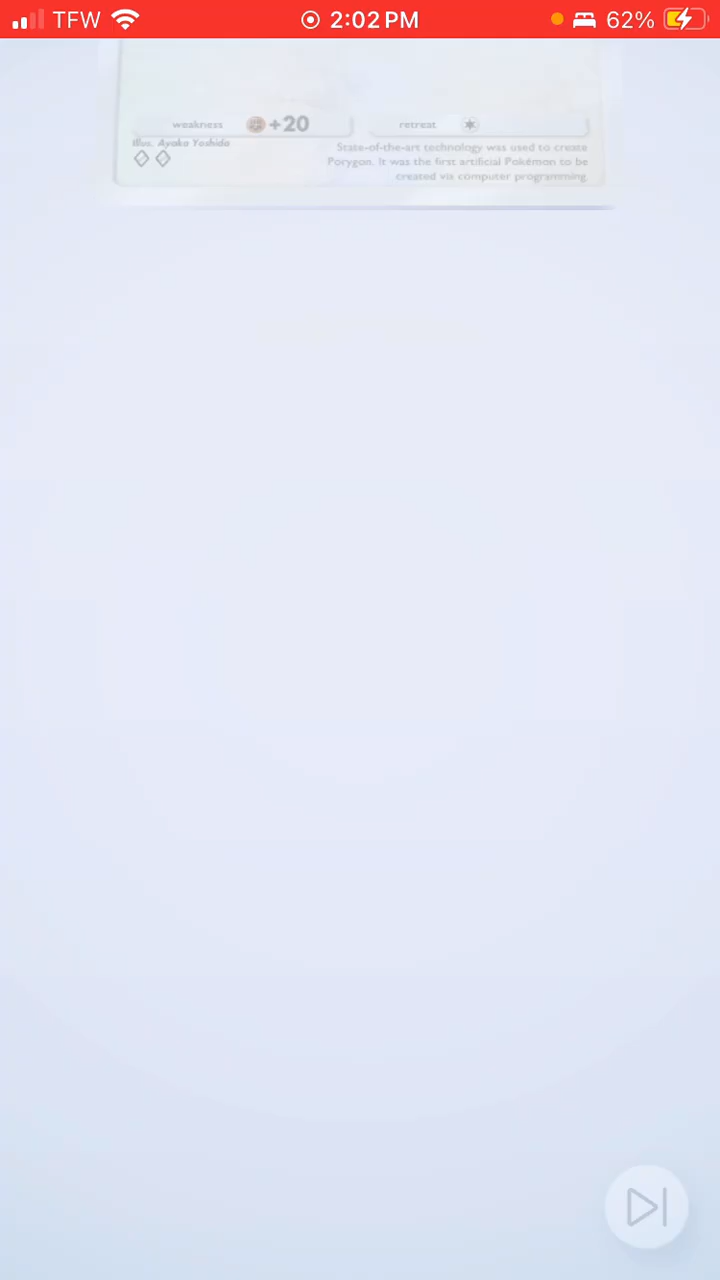 TFW 2:02 PM 62%
weakness +20 retreat
Illus. Ayaka Yoshida
State-of-the-art technology was used to create
Porygon. It was the first artificial Pokémon to be
created via computer programming.